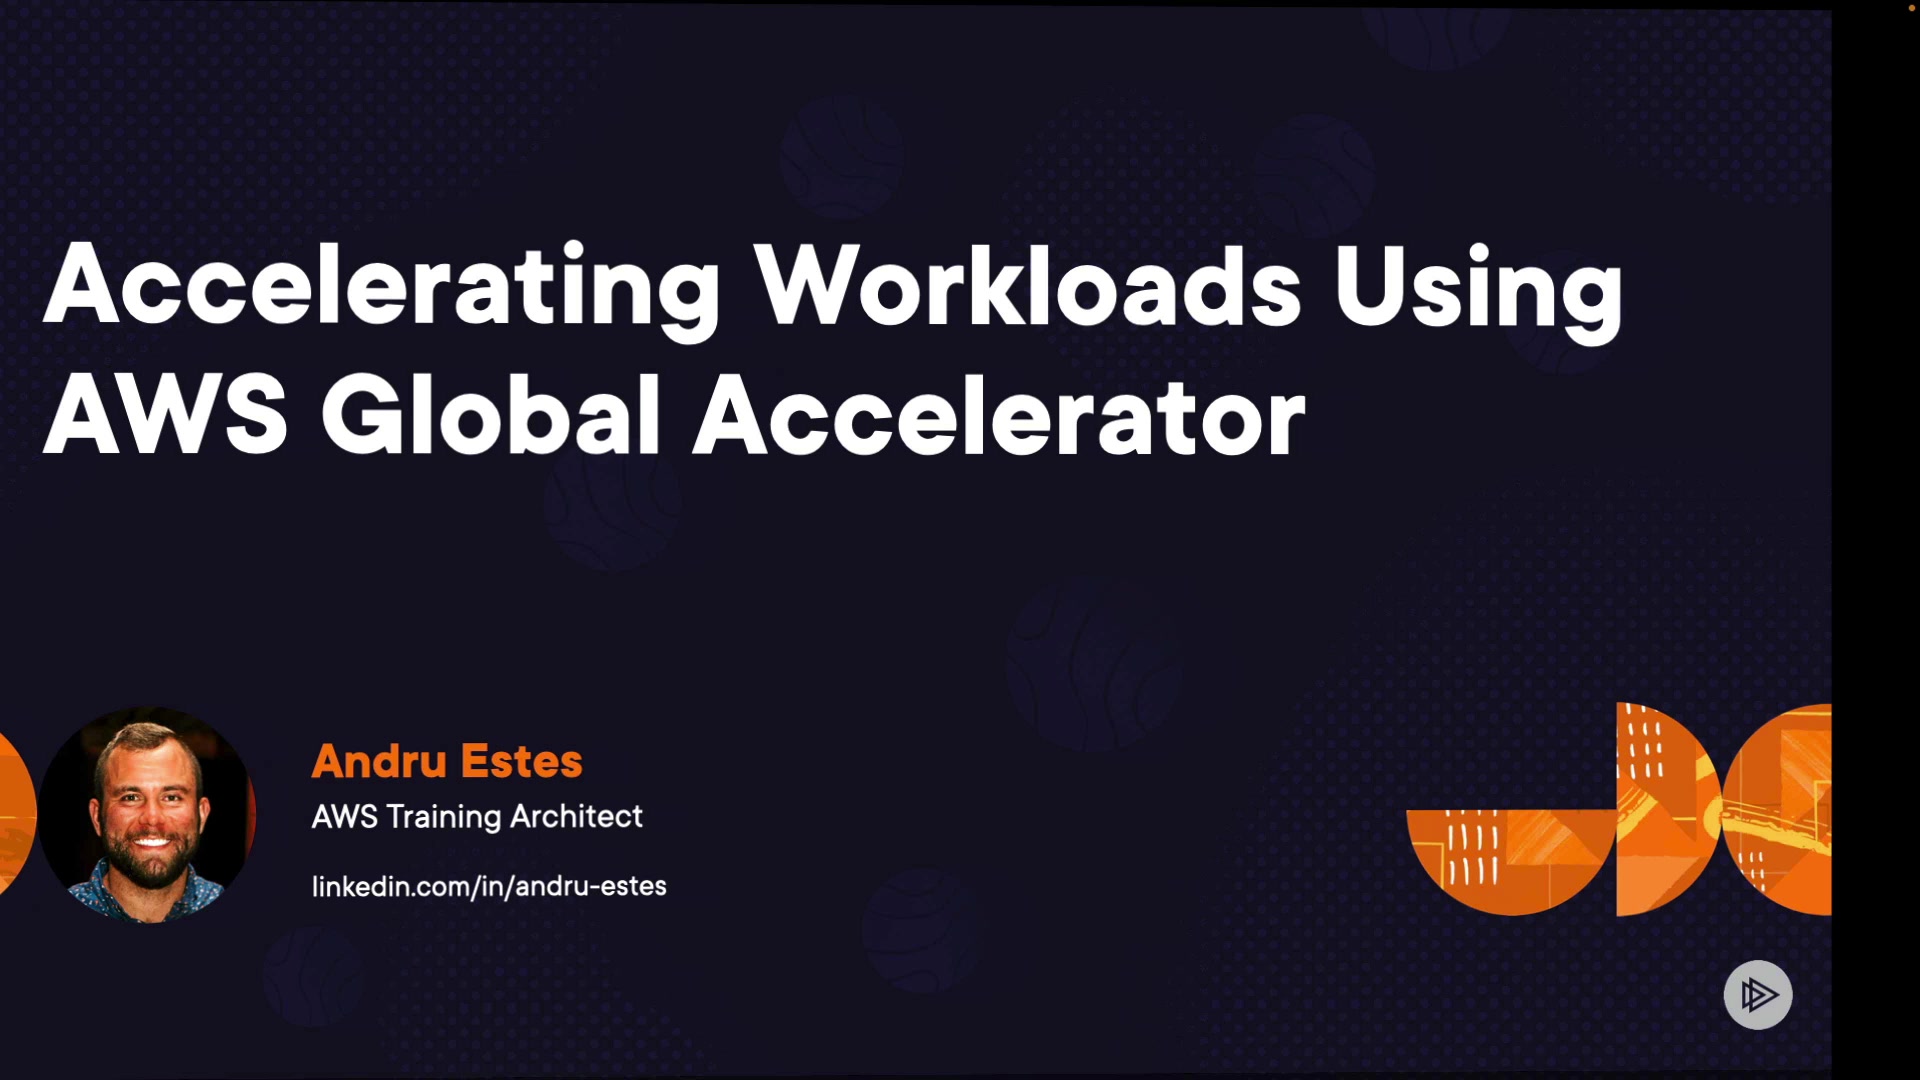 Accelerating Workloads Using
AWS Global Accelerator
Andru Estes
AWS Training Architect
linkedin.com/in/andru-estes